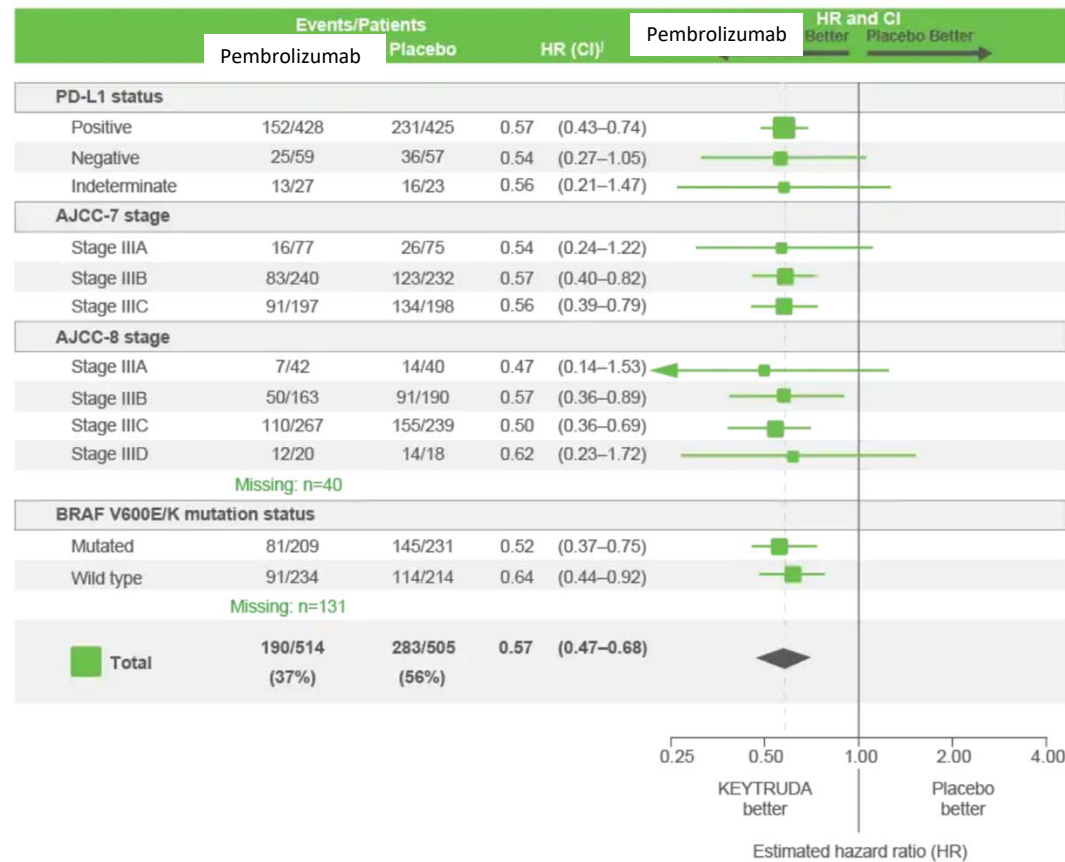 Events/Patients HR and CI
Pembrolizumab Placebo HR (CI)ʲ Pembrolizumab Better Placebo Better
PD-L1 status
Positive 152/428 231/425 0.57 (0.43–0.74)
Negative 25/59 36/57 0.54 (0.27–1.05)
Indeterminate 13/27 16/23 0.56 (0.21–1.47)
AJCC-7 stage
Stage IIIA 16/77 26/75 0.54 (0.24–1.22)
Stage IIIB 83/240 123/232 0.57 (0.40–0.82)
Stage IIIC 91/197 134/198 0.56 (0.39–0.79)
AJCC-8 stage
Stage IIIA 7/42 14/40 0.47 (0.14–1.53)
Stage IIIB 50/163 91/190 0.57 (0.36–0.89)
Stage IIIC 110/267 155/239 0.50 (0.36–0.69)
Stage IIID 12/20 14/18 0.62 (0.23–1.72)
Missing: n=40
BRAF V600E/K mutation status
Mutated 81/209 145/231 0.52 (0.37–0.75)
Wild type 91/234 114/214 0.64 (0.44–0.92)
Missing: n=131
Total 190/514 283/505 0.57 (0.47–0.68)
(37%) (56%)
0.25 0.50 1.00 2.00 4.00
KEYTRUDA Placebo
better better
Estimated hazard ratio (HR)